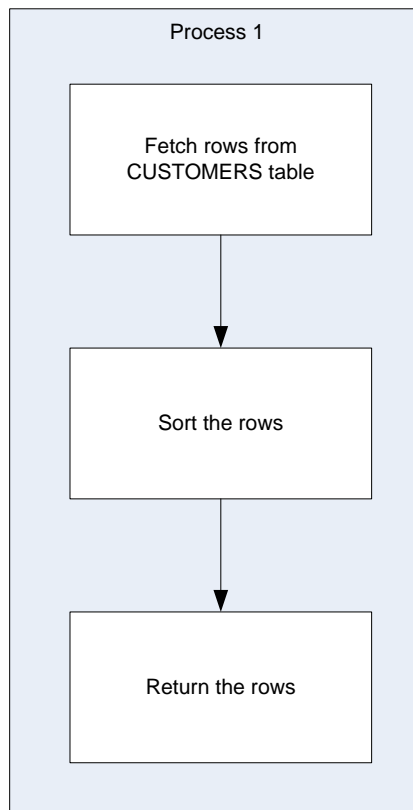 Process 1
Fetch rows from
CUSTOMERS table
Sort the rows
Return the rows